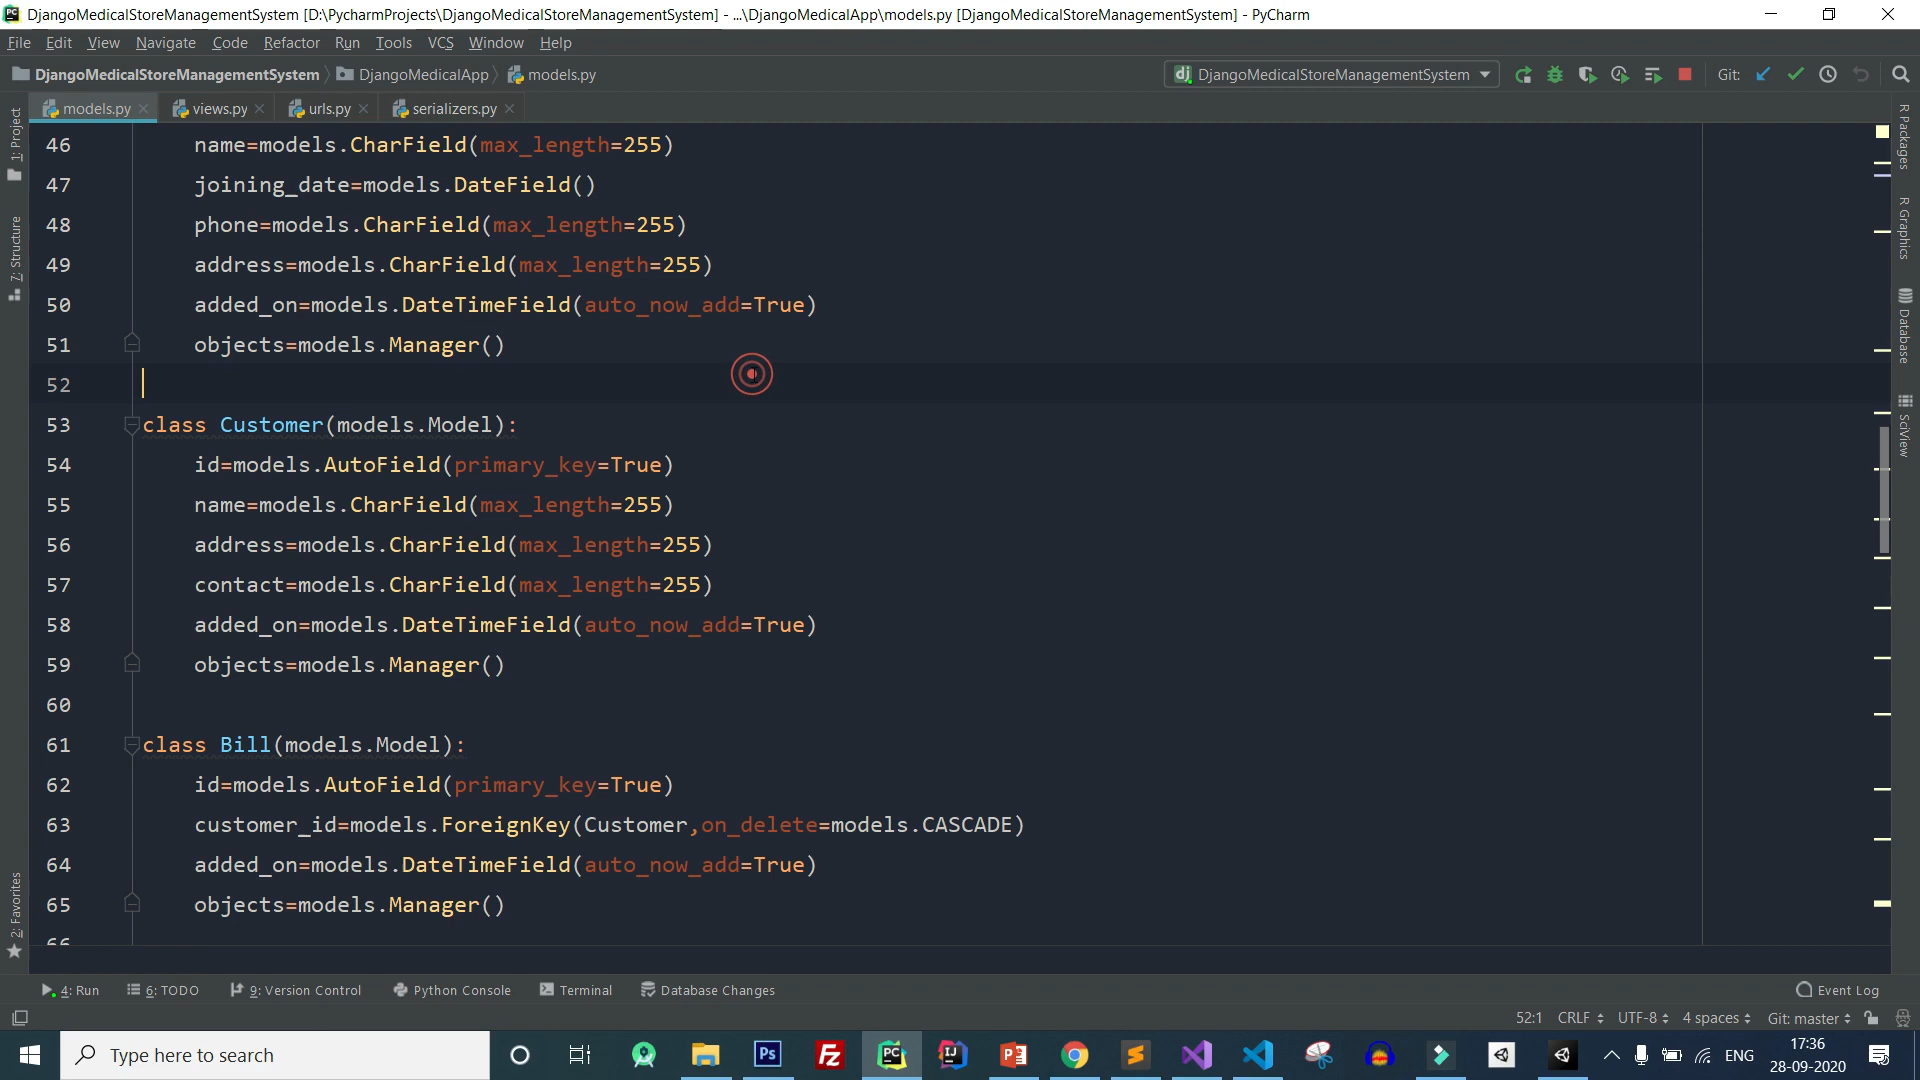 DjangoMedicalStoreManagementSystem [D:\PycharmProjects\DjangoMedicalStoreManagementSystem] - ...\DjangoMedicalApp\models.py [DjangoMedicalStoreManagementSystem] - PyCharm
File Edit View Navigate Code Refactor Run Tools VCS Window Help
DjangoMedicalStoreManagementSystem DjangoMedicalApp models.py DjangoMedicalStoreManagementSystem Git:
models.py views.py urls.py serializers.py
46 name=models.CharField(max_length=255)
47 joining_date=models.DateField()
48 phone=models.CharField(max_length=255)
49 address=models.CharField(max_length=255)
50 added_on=models.DateTimeField(auto_now_add=True)
51 objects=models.Manager()
52
53 class Customer(models.Model):
54 id=models.AutoField(primary_key=True)
55 name=models.CharField(max_length=255)
56 address=models.CharField(max_length=255)
57 contact=models.CharField(max_length=255)
58 added_on=models.DateTimeField(auto_now_add=True)
59 objects=models.Manager()
60
61 class Bill(models.Model):
62 id=models.AutoField(primary_key=True)
63 customer_id=models.ForeignKey(Customer,on_delete=models.CASCADE)
64 added_on=models.DateTimeField(auto_now_add=True)
65 objects=models.Manager()
66
1: Project
7: Structure
2: Favorites
R Packages
R Graphics
Database
SciView
4: Run 6: TODO 9: Version Control Python Console Terminal Database Changes Event Log
52:1 CRLF UTF-8 4 spaces Git: master
Type here to search
ENG
17:36
28-09-2020